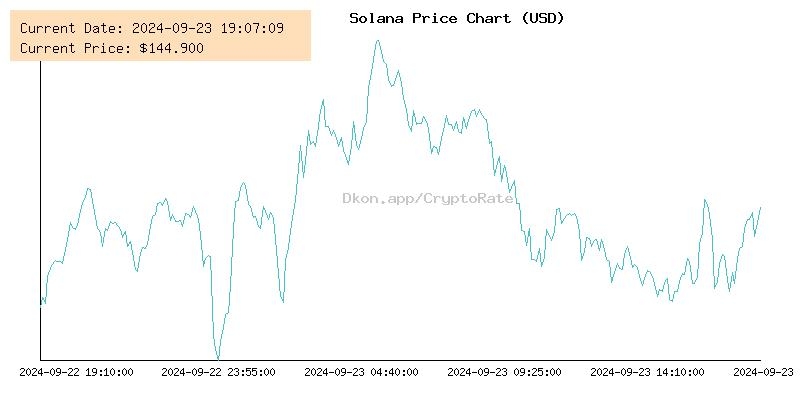 Solana Price Chart (USD)
Current Date: 2024-09-23 19:07:09
Current Price: $144.900
Dkon.app/CryptoRate
2024-09-22 19:10:00 2024-09-22 23:55:00 2024-09-23 04:40:00 2024-09-23 09:25:00 2024-09-23 14:10:00 2024-09-23